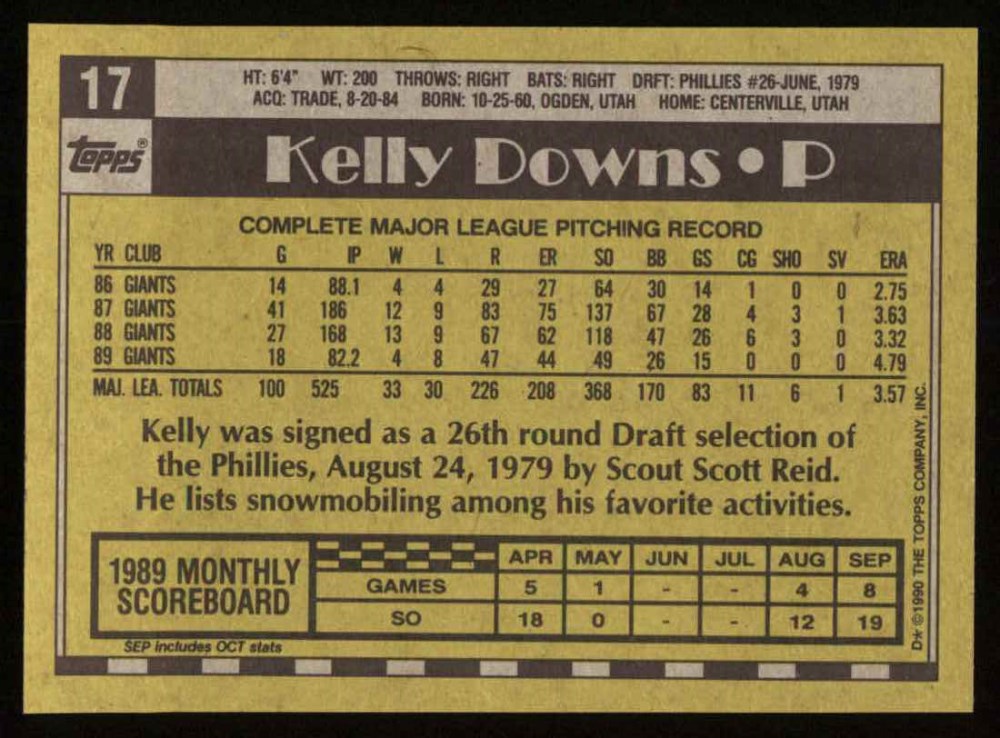 17
HT: 6'4" WT: 200 THROWS: RIGHT BATS: RIGHT DRFT: PHILLIES #26-JUNE, 1979
ACQ: TRADE, 8-20-84 BORN: 10-25-60, OGDEN, UTAH HOME: CENTERVILLE, UTAH
topps®
Kelly Downs • P
COMPLETE MAJOR LEAGUE PITCHING RECORD
YR CLUB G IP W L R ER SO BB GS CG SHO SV ERA
86 GIANTS 14 88.1 4 4 29 27 64 30 14 1 0 0 2.75
87 GIANTS 41 186 12 9 83 75 137 67 28 4 3 1 3.63
88 GIANTS 27 168 13 9 67 62 118 47 26 6 3 0 3.32
89 GIANTS 18 82.2 4 8 47 44 49 26 15 0 0 0 4.79
MAJ. LEA. TOTALS 100 525 33 30 226 208 368 170 83 11 6 1 3.57
Kelly was signed as a 26th round Draft selection of
the Phillies, August 24, 1979 by Scout Scott Reid.
He lists snowmobiling among his favorite activities.
1989 MONTHLY
SCOREBOARD
APR MAY JUN JUL AUG SEP
GAMES 5 1 - - 4 8
SO 18 0 - - 12 19
SEP includes OCT stats
D* ©1990 THE TOPPS COMPANY, INC.